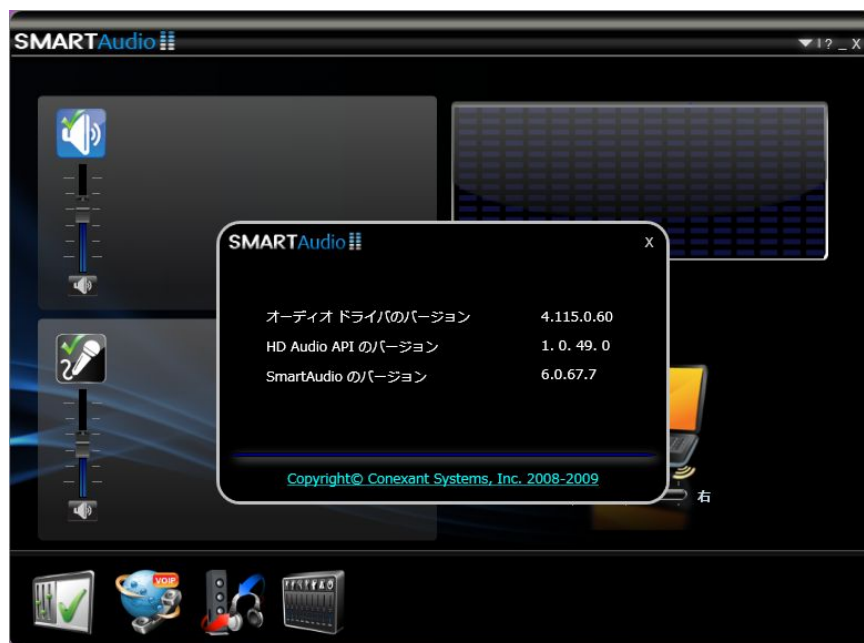 SMARTAudio
I ? _ X
SMARTAudio
X
オーディオ ドライバのバージョン 4.115.0.60
HD Audio API のバージョン 1. 0. 49. 0
SmartAudio のバージョン 6.0.67.7
Copyright© Conexant Systems, Inc. 2008-2009
右
VOIP